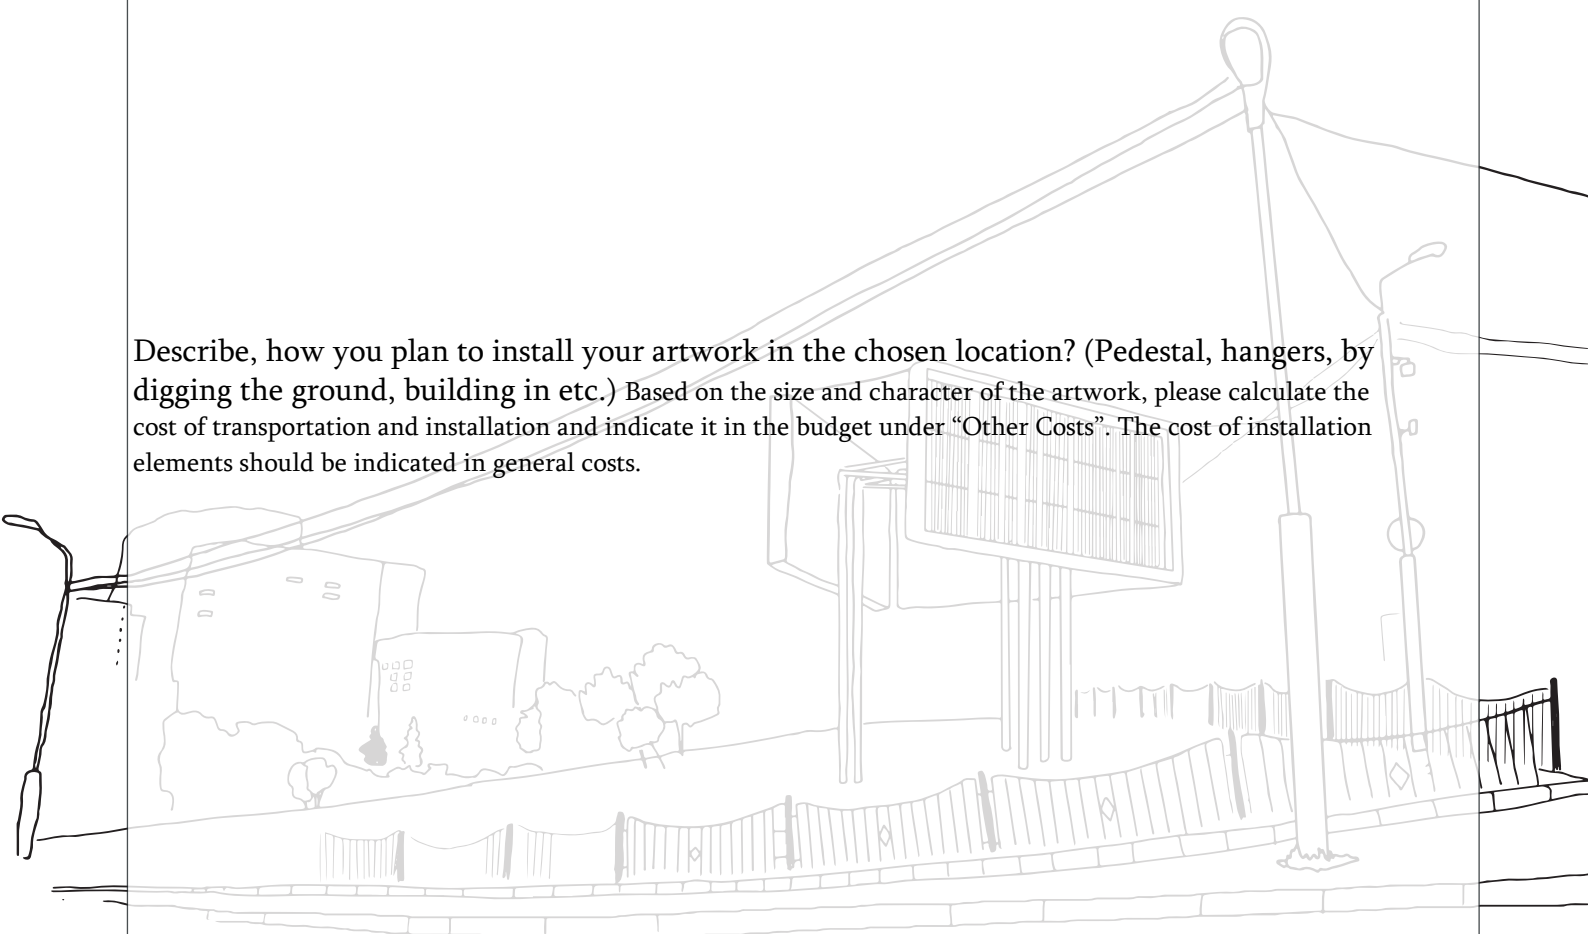 Describe, how you plan to install your artwork in the chosen location? (Pedestal, hangers, by
digging the ground, building in etc.) Based on the size and character of the artwork, please calculate the
cost of transportation and installation and indicate it in the budget under “Other Costs”. The cost of installation
elements should be indicated in general costs.